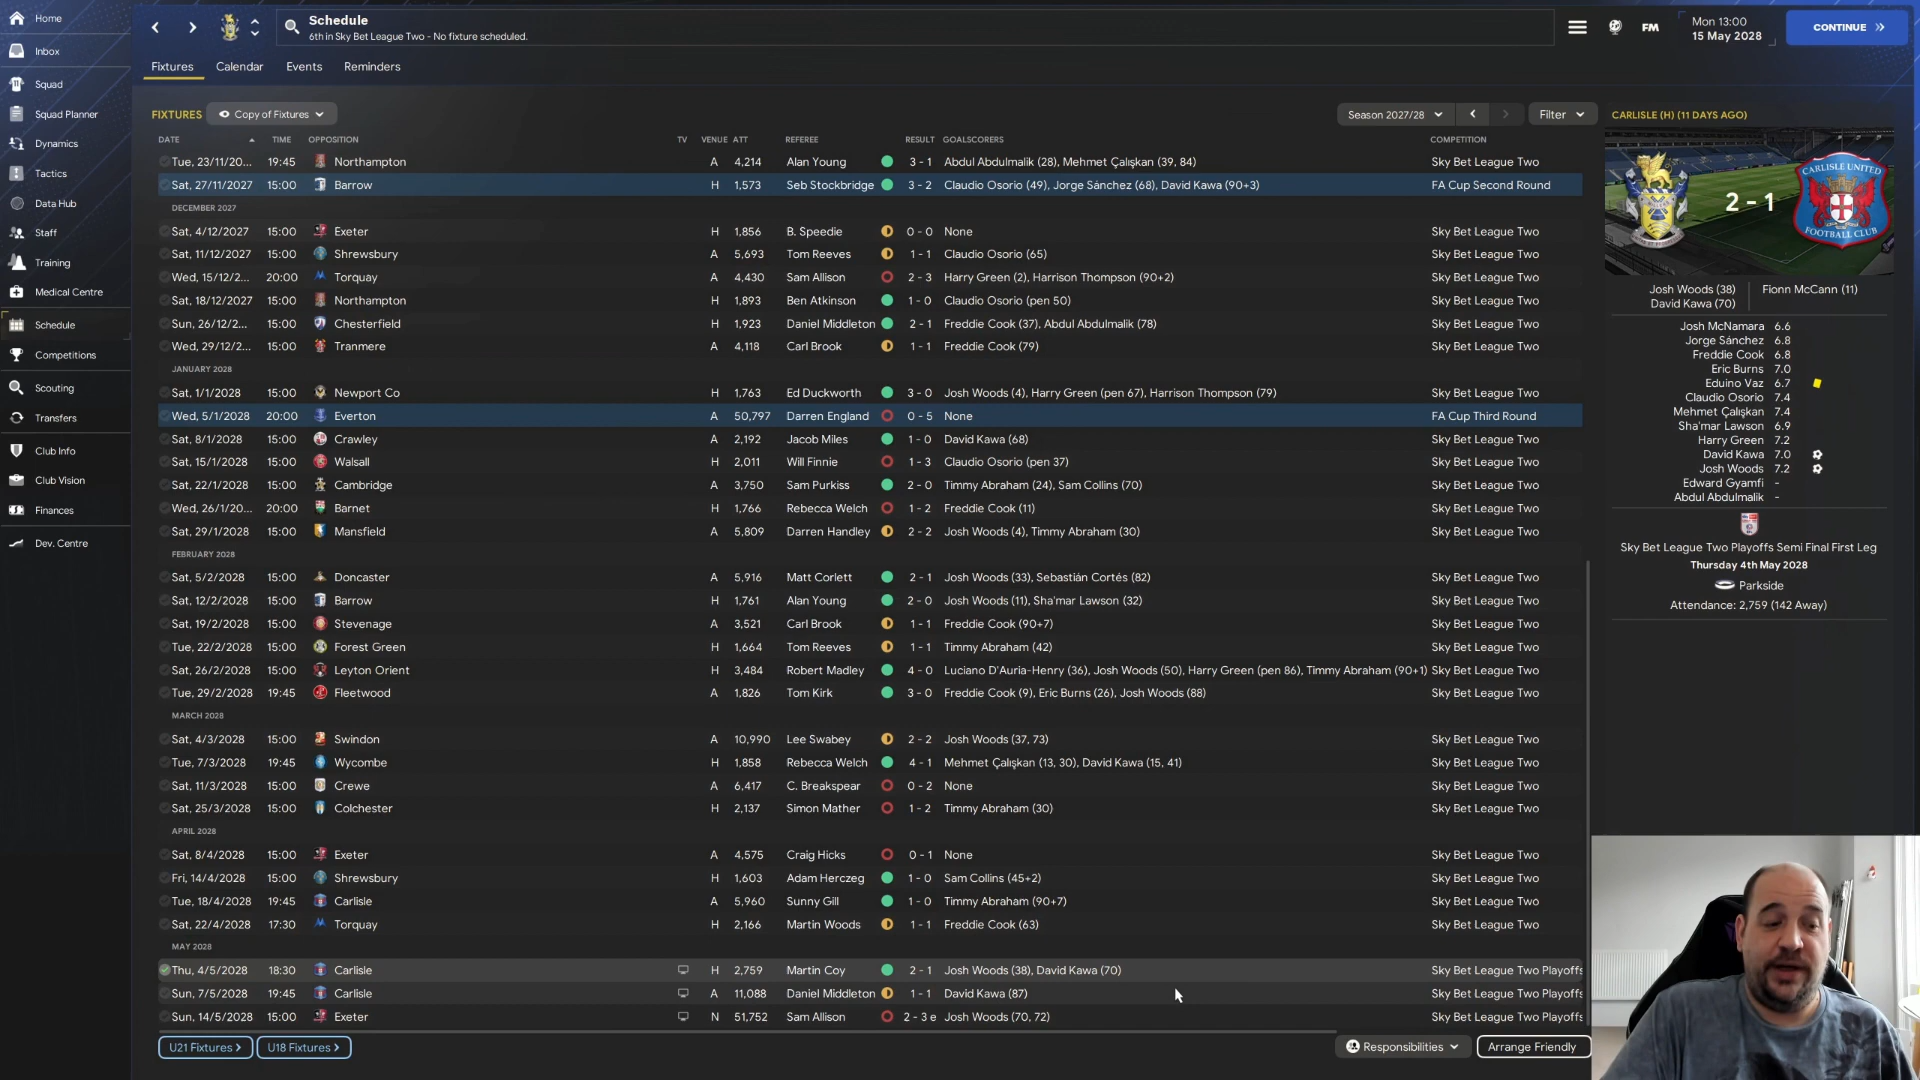 Home
Schedule
6th in Sky Bet League Two - No fixture scheduled.
FM
Mon 13:00
15 May 2028
CONTINUE
Inbox
Squad
Squad Planner
Dynamics
Tactics
Data Hub
Staff
Training
Medical Centre
Schedule
Competitions
Scouting
Transfers
Club Info
Club Vision
Finances
Dev. Centre
Fixtures Calendar Events Reminders
FIXTURES Copy of Fixtures Season 2027/28 Filter
DATE TIME OPPOSITION TV VENUE ATT REFEREE RESULT GOALSCORERS COMPETITION
Tue, 23/11/20... 19:45 Northampton A 4,214 Alan Young 3 - 1 Abdul Abdulmalik (28), Mehmet Çalışkan (39, 84) Sky Bet League Two
Sat, 27/11/2027 15:00 Barrow H 1,573 Seb Stockbridge 3 - 2 Claudio Osorio (49), Jorge Sánchez (68), David Kawa (90+3) FA Cup Second Round
DECEMBER 2027
Sat, 4/12/2027 15:00 Exeter H 1,856 B. Speedie 0 - 0 None Sky Bet League Two
Sat, 11/12/2027 15:00 Shrewsbury A 5,693 Tom Reeves 1 - 1 Claudio Osorio (65) Sky Bet League Two
Wed, 15/12/2... 20:00 Torquay A 4,430 Sam Allison 2 - 3 Harry Green (2), Harrison Thompson (90+2) Sky Bet League Two
Sat, 18/12/2027 15:00 Northampton H 1,893 Ben Atkinson 1 - 0 Claudio Osorio (pen 50) Sky Bet League Two
Sun, 26/12/2... 15:00 Chesterfield H 1,923 Daniel Middleton 2 - 1 Freddie Cook (37), Abdul Abdulmalik (78) Sky Bet League Two
Wed, 29/12/2... 15:00 Tranmere A 4,118 Carl Brook 1 - 1 Freddie Cook (79) Sky Bet League Two
JANUARY 2028
Sat, 1/1/2028 15:00 Newport Co H 1,763 Ed Duckworth 3 - 0 Josh Woods (4), Harry Green (pen 67), Harrison Thompson (79) Sky Bet League Two
Wed, 5/1/2028 20:00 Everton A 50,797 Darren England 0 - 5 None FA Cup Third Round
Sat, 8/1/2028 15:00 Crawley A 2,192 Jacob Miles 1 - 0 David Kawa (68) Sky Bet League Two
Sat, 15/1/2028 15:00 Walsall H 2,011 Will Finnie 1 - 3 Claudio Osorio (pen 37) Sky Bet League Two
Sat, 22/1/2028 15:00 Cambridge A 3,750 Sam Purkiss 2 - 0 Timmy Abraham (24), Sam Collins (70) Sky Bet League Two
Wed, 26/1/20... 20:00 Barnet H 1,766 Rebecca Welch 1 - 2 Freddie Cook (11) Sky Bet League Two
Sat, 29/1/2028 15:00 Mansfield A 5,809 Darren Handley 2 - 2 Josh Woods (4), Timmy Abraham (30) Sky Bet League Two
FEBRUARY 2028
Sat, 5/2/2028 15:00 Doncaster A 5,916 Matt Corlett 2 - 1 Josh Woods (33), Sebastián Cortés (82) Sky Bet League Two
Sat, 12/2/2028 15:00 Barrow H 1,761 Alan Young 2 - 0 Josh Woods (11), Sha'mar Lawson (32) Sky Bet League Two
Sat, 19/2/2028 15:00 Stevenage A 3,521 Carl Brook 1 - 1 Freddie Cook (90+7) Sky Bet League Two
Tue, 22/2/2028 15:00 Forest Green H 1,664 Tom Reeves 1 - 1 Timmy Abraham (42) Sky Bet League Two
Sat, 26/2/2028 15:00 Leyton Orient H 3,484 Robert Madley 4 - 0 Luciano D'Auria-Henry (36), Josh Woods (50), Harry Green (pen 86), Timmy Abraham (90+1) Sky Bet League Two
Tue, 29/2/2028 19:45 Fleetwood A 1,826 Tom Kirk 3 - 0 Freddie Cook (9), Eric Burns (26), Josh Woods (88) Sky Bet League Two
MARCH 2028
Sat, 4/3/2028 15:00 Swindon A 10,990 Lee Swabey 2 - 2 Josh Woods (37, 73) Sky Bet League Two
Tue, 7/3/2028 19:45 Wycombe H 1,858 Rebecca Welch 4 - 1 Mehmet Çalışkan (13, 30), David Kawa (15, 41) Sky Bet League Two
Sat, 11/3/2028 15:00 Crewe A 6,417 C. Breakspear 0 - 2 None Sky Bet League Two
Sat, 25/3/2028 15:00 Colchester H 2,137 Simon Mather 1 - 2 Timmy Abraham (30) Sky Bet League Two
APRIL 2028
Sat, 8/4/2028 15:00 Exeter A 4,575 Craig Hicks 0 - 1 None Sky Bet League Two
Fri, 14/4/2028 15:00 Shrewsbury H 1,603 Adam Herczeg 1 - 0 Sam Collins (45+2) Sky Bet League Two
Tue, 18/4/2028 19:45 Carlisle A 5,960 Sunny Gill 1 - 0 Timmy Abraham (90+7) Sky Bet League Two
Sat, 22/4/2028 17:30 Torquay H 2,166 Martin Woods 1 - 1 Freddie Cook (63) Sky Bet League Two
MAY 2028
Thu, 4/5/2028 18:30 Carlisle H 2,759 Martin Coy 2 - 1 Josh Woods (38), David Kawa (70) Sky Bet League Two Playoffs
Sun, 7/5/2028 19:45 Carlisle A 11,088 Daniel Middleton 1 - 1 David Kawa (87) Sky Bet League Two Playoffs
Sun, 14/5/2028 15:00 Exeter N 51,752 Sam Allison 2 - 3 e Josh Woods (70, 72) Sky Bet League Two Playoffs
U21 Fixtures > U18 Fixtures > Responsibilities Arrange Friendly
CARLISLE (H) (11 DAYS AGO)
2 - 1
CARLISLE UNITED
FOOTBALL CLUB
Josh Woods (38) Fionn McCann (11)
David Kawa (70)
Josh McNamara 6.6
Jorge Sánchez 6.8
Freddie Cook 6.8
Eric Burns 7.0
Eduino Vaz 6.7
Claudio Osorio 7.4
Mehmet Çalışkan 7.4
Sha'mar Lawson 6.9
Harry Green 7.2
David Kawa 7.0
Josh Woods 7.2
Edward Gyamfi -
Abdul Abdulmalik -
Sky Bet League Two Playoffs Semi Final First Leg
Thursday 4th May 2028
Parkside
Attendance: 2,759 (142 Away)